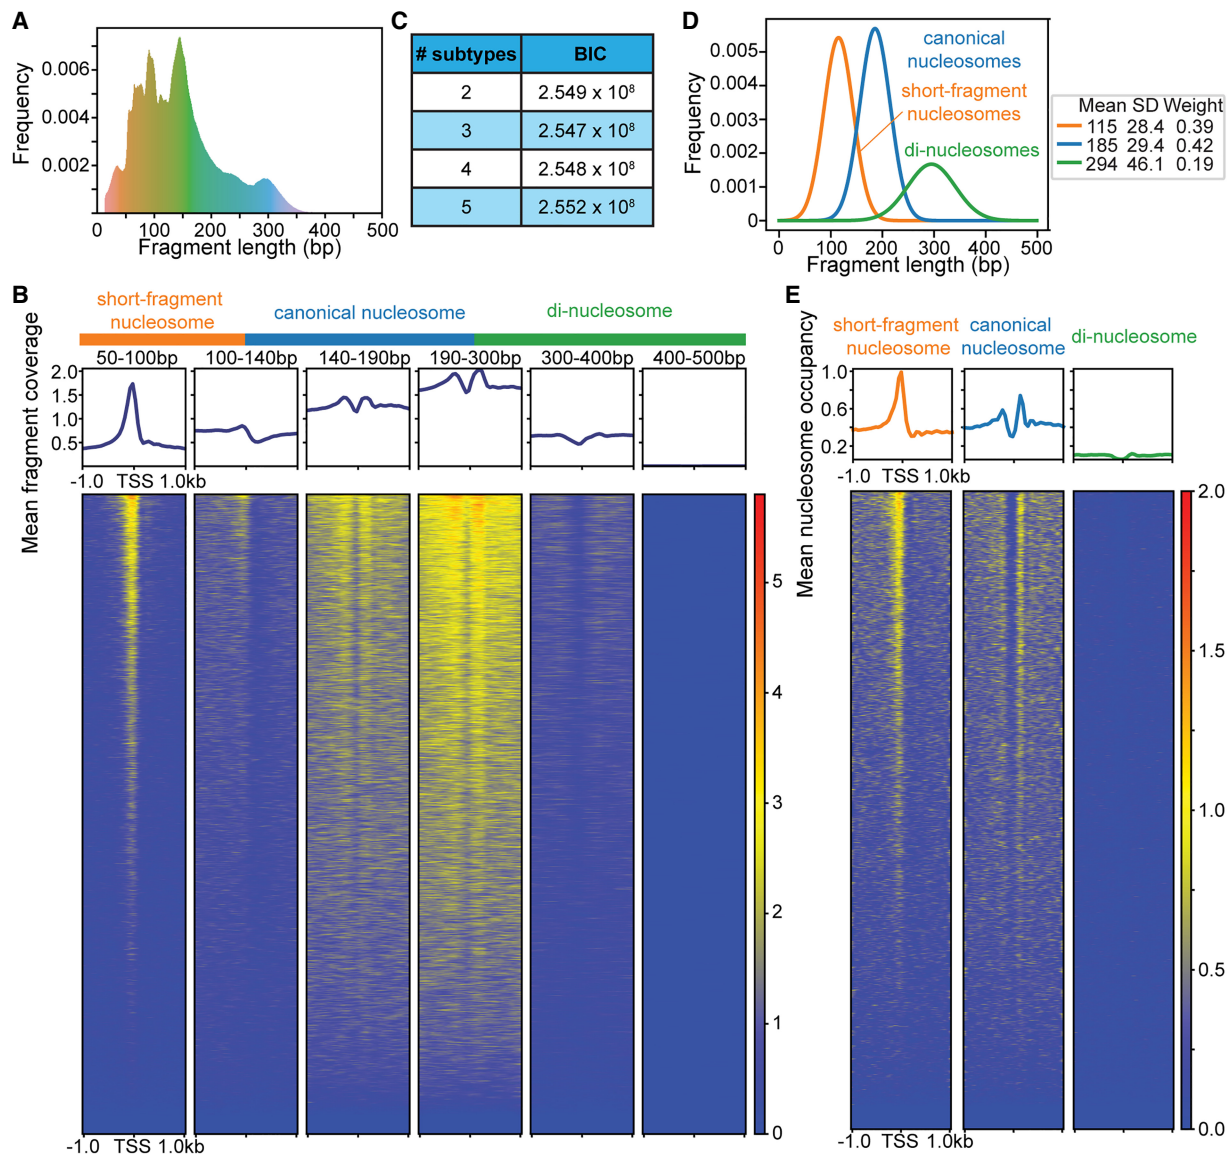 A
Frequency
0.006
0.004
0.002
0
100
200
300
400
500
Fragment length (bp)
C
# subtypes BIC
2 2.549 x 10⁸
3 2.547 x 10⁸
4 2.548 x 10⁸
5 2.552 x 10⁸
D
Frequency
0.005
0.004
0.003
0.002
0.001
0
canonical
nucleosomes
short-fragment
nucleosomes
di-nucleosomes
0 100 200 300 400 500
Fragment length (bp)
Mean SD Weight
115 28.4 0.39
185 29.4 0.42
294 46.1 0.19
B
Mean fragment coverage
short-fragment
nucleosome
canonical nucleosome
di-nucleosome
50-100bp 100-140bp 140-190bp 190-300bp 300-400bp 400-500bp
2.0
1.5
1.0
0.5
-1.0 TSS 1.0kb
5
4
3
2
1
0
-1.0 TSS 1.0kb
E
Mean nucleosome occupancy
short-fragment
nucleosome
canonical
nucleosome
di-nucleosome
1.0
0.6
0.2
-1.0 TSS 1.0kb
2.0
1.5
1.0
0.5
0.0
-1.0 TSS 1.0kb